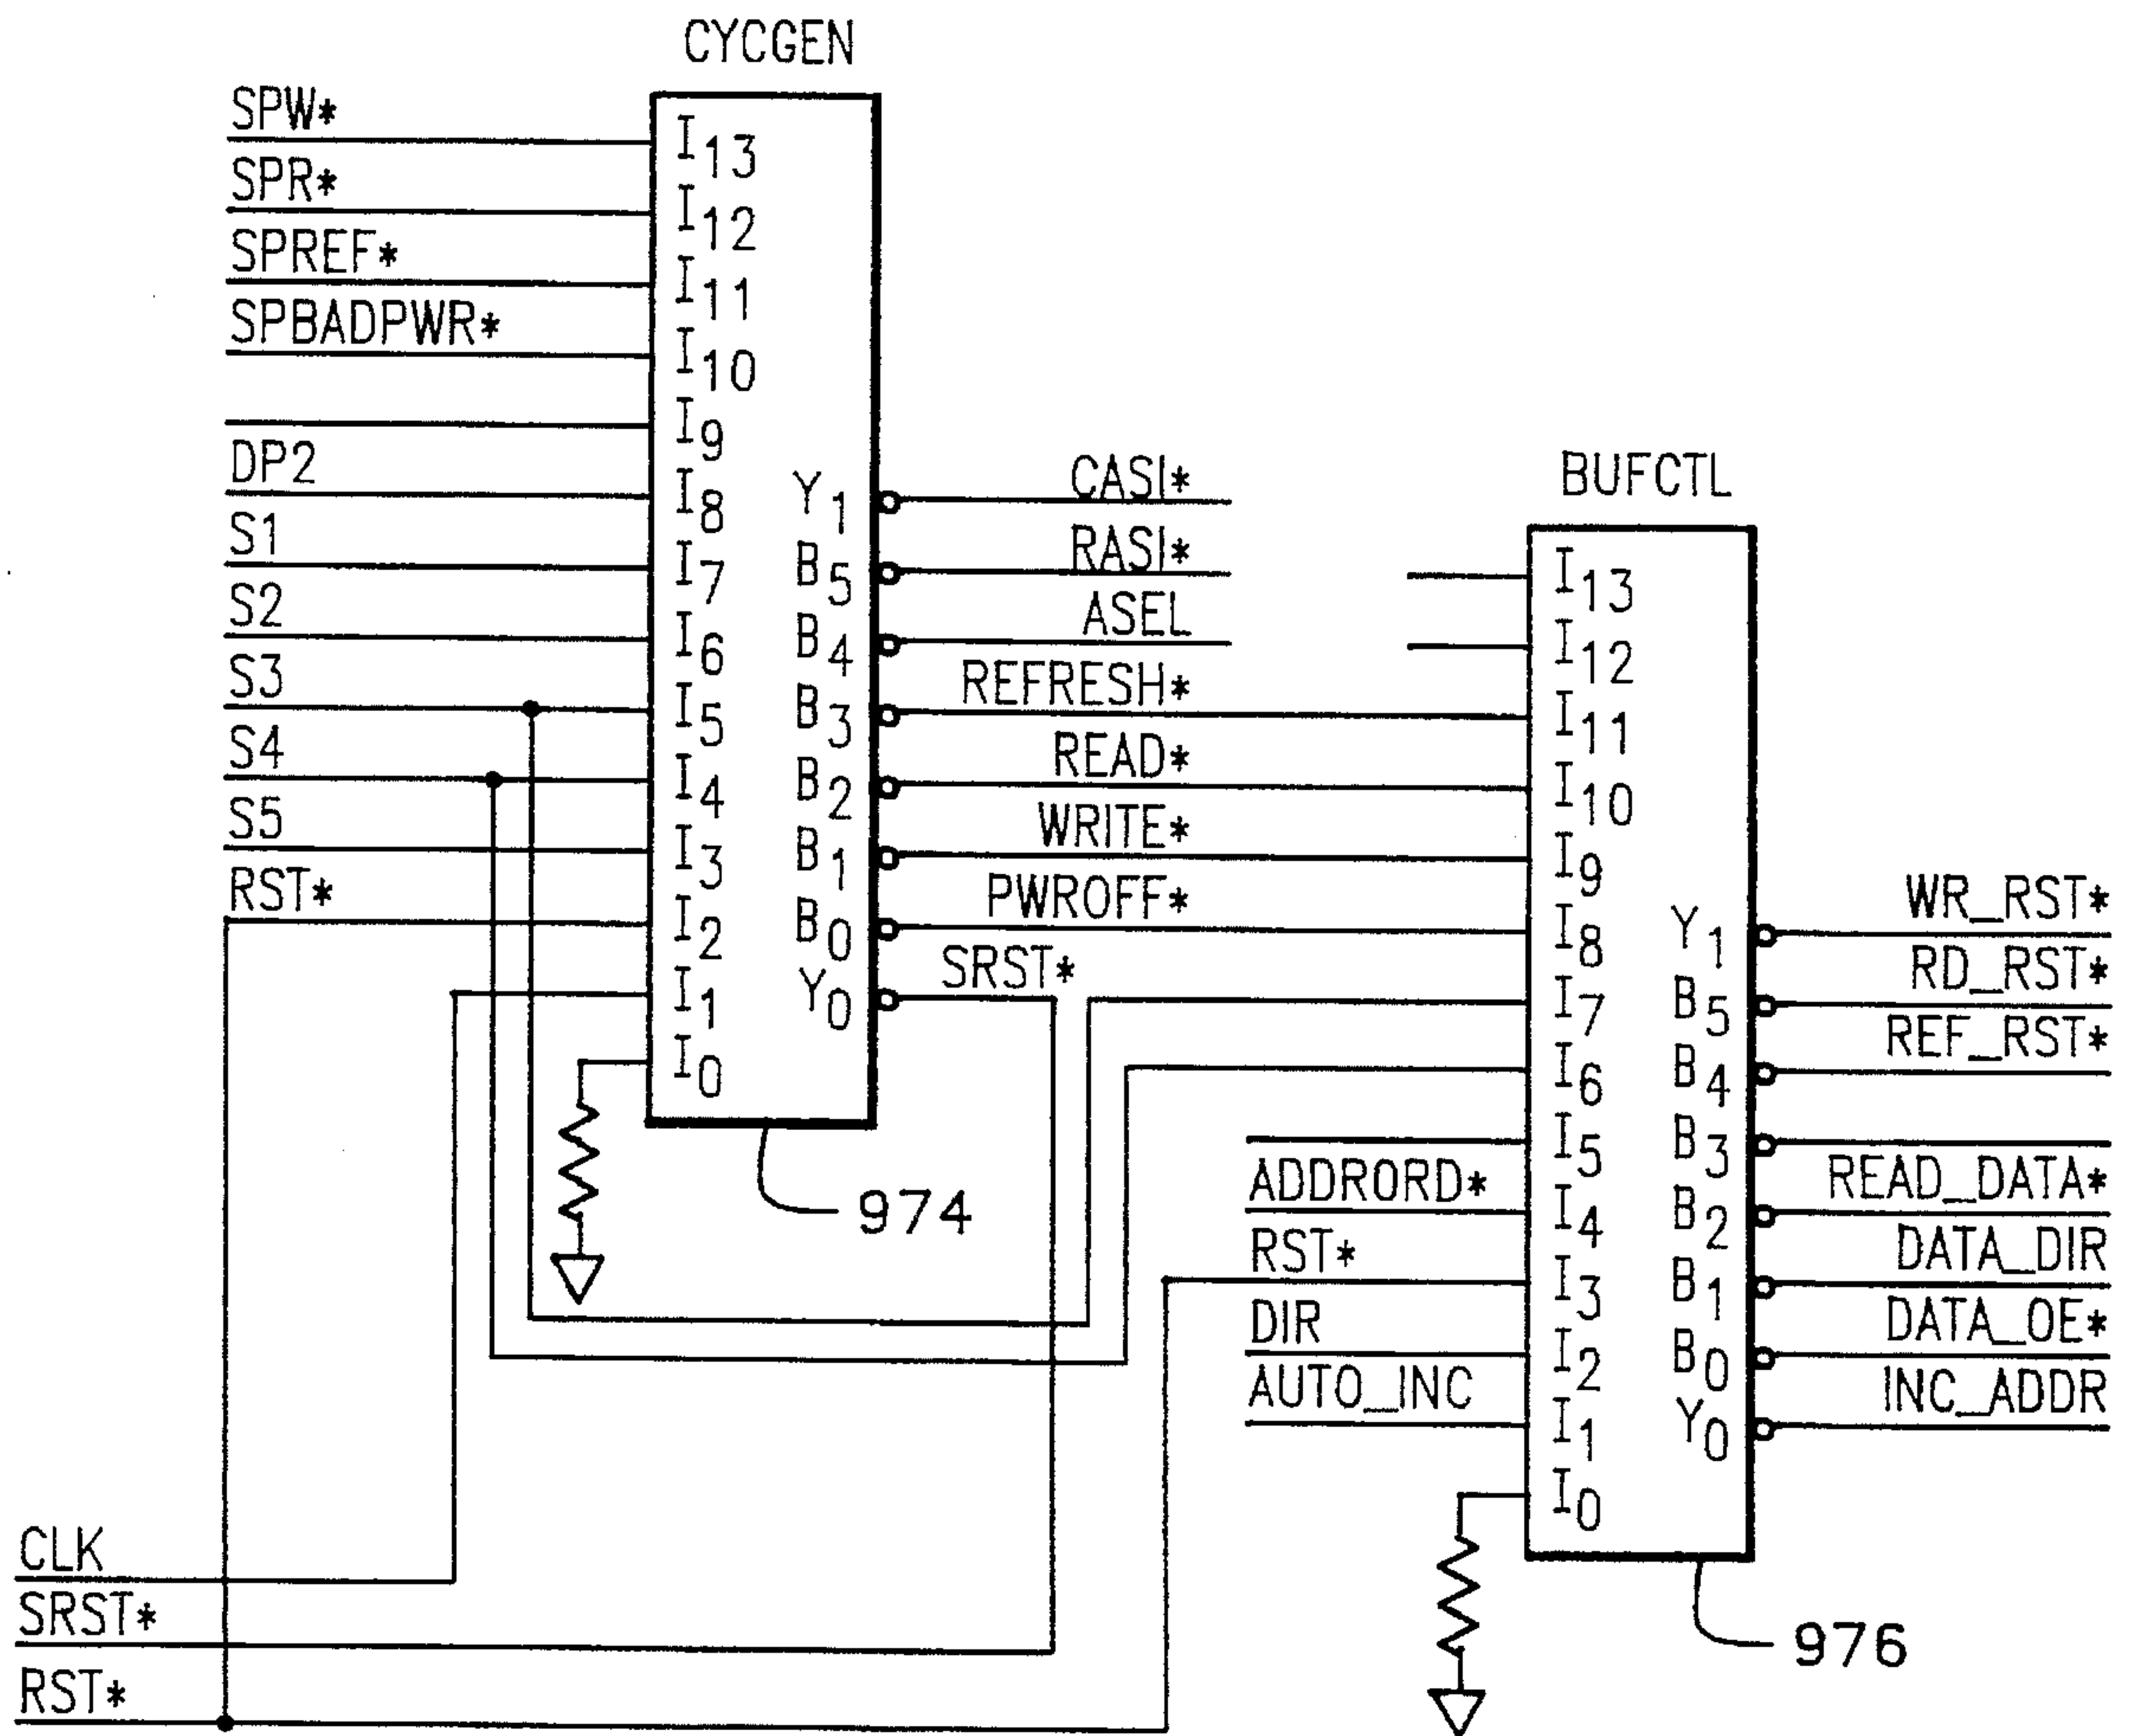 CYCGEN
SPW*
SPR*
SPREF*
SPBADPWR*
DP2
S1
S2
S3
S4
S5
RST*
I13
I12
I11
I10
I9
I8
I7
I6
I5
I4
I3
I2
I1
I0
Y1
B5
B4
B3
B2
B1
B0
Y0
CASI*
RASI*
ASEL
REFRESH*
READ*
WRITE*
PWROFF*
SRST*
974
BUFCTL
ADDRORD*
RST*
DIR
AUTO_INC
I13
I12
I11
I10
I9
I8
I7
I6
I5
I4
I3
I2
I1
I0
Y1
B5
B4
B3
B2
B1
B0
Y0
WR_RST*
RD_RST*
REF_RST*
READ_DATA*
DATA_DIR
DATA_OE*
INC_ADDR
976
CLK
SRST*
RST*